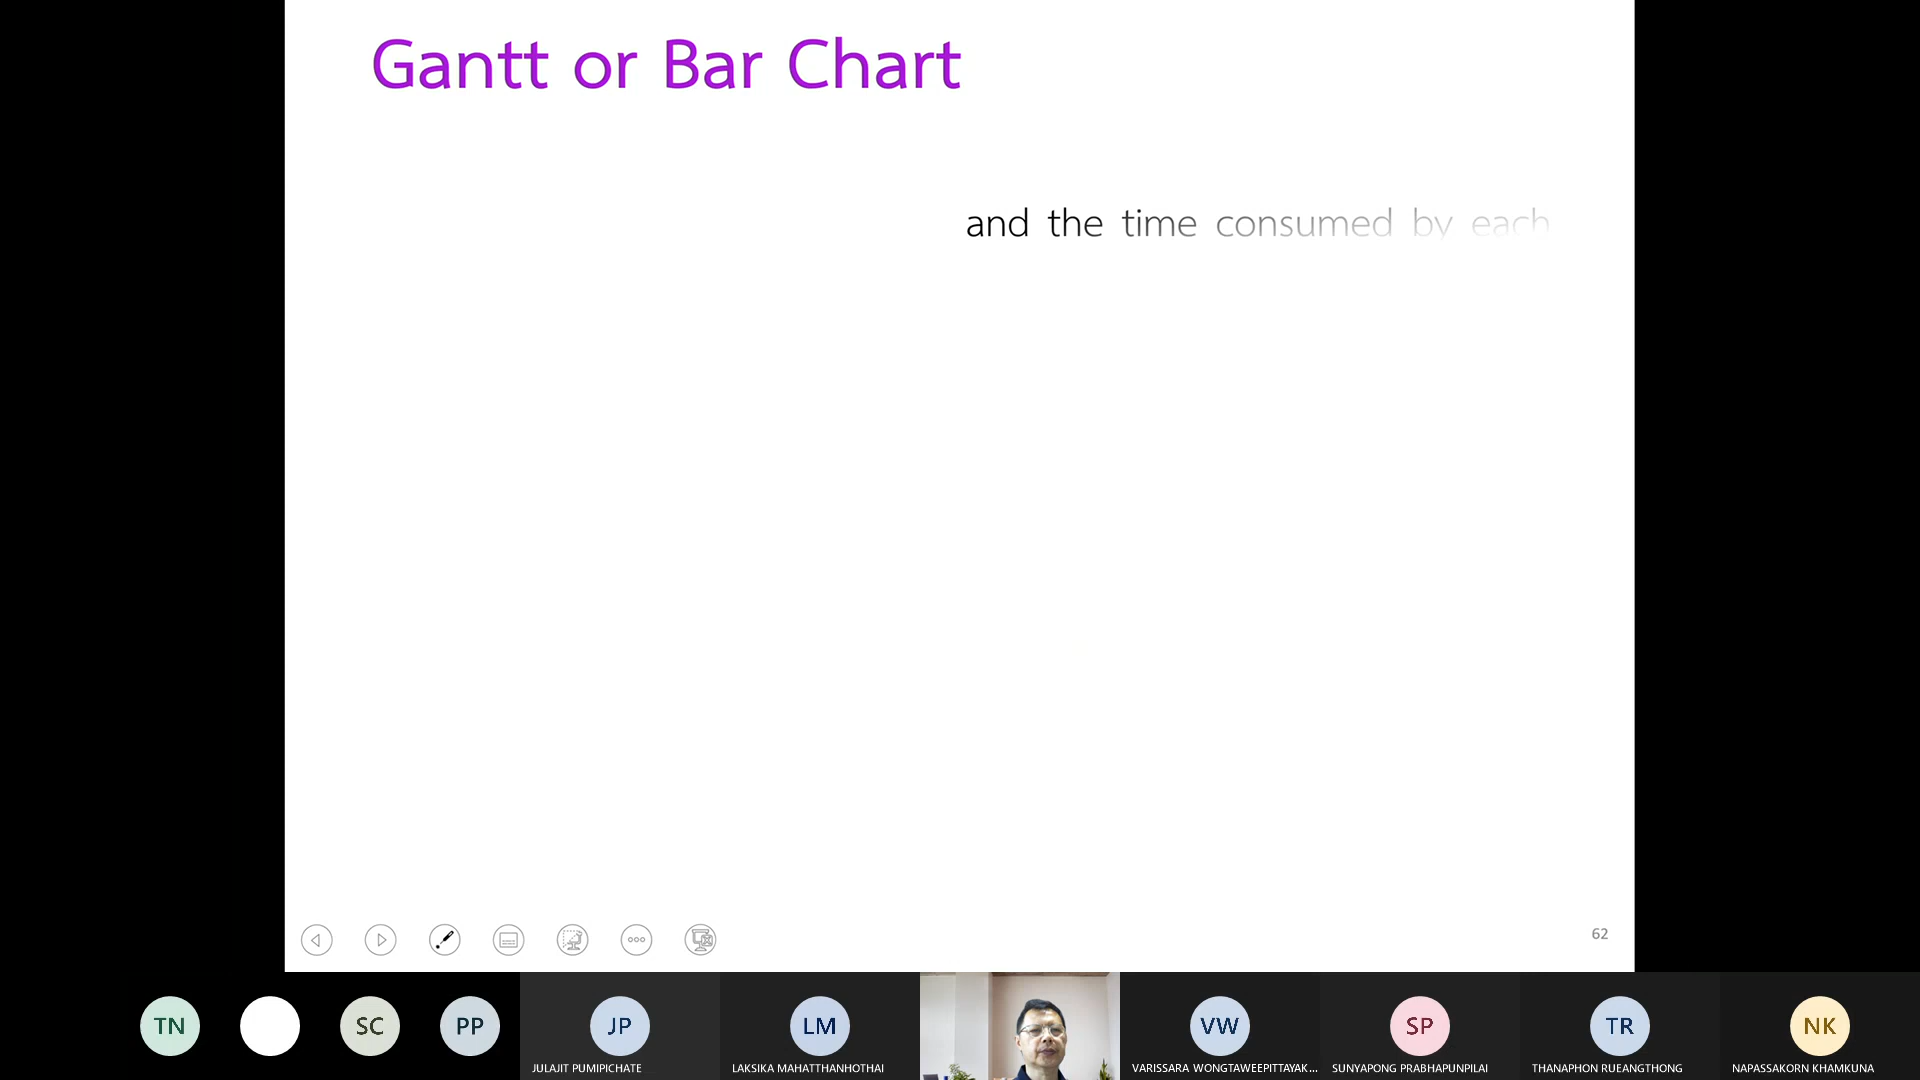 Gantt or Bar Chart
and the time consumed by each
62
TN
SC
PP
JP
LM
VW
SP
TR
NK
JULAJIT PUMIPICHATE
LAKSIKA MAHATTHANHOTHAI
VARISSARA WONGTAWEEPITTAYAK...
SUNYAPONG PRABHAPUNPILAI
THANAPHON RUEANGTHONG
NAPASSAKORN KHAMKUNA